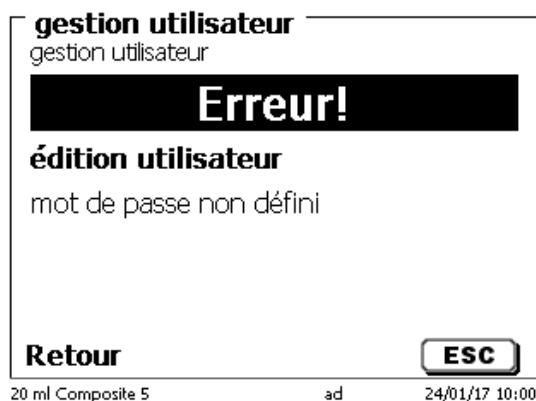 gestion utilisateur
gestion utilisateur
Erreur!
édition utilisateur
mot de passe non défini
Retour ESC
20 ml Composite 5 ad 24/01/17 10:00